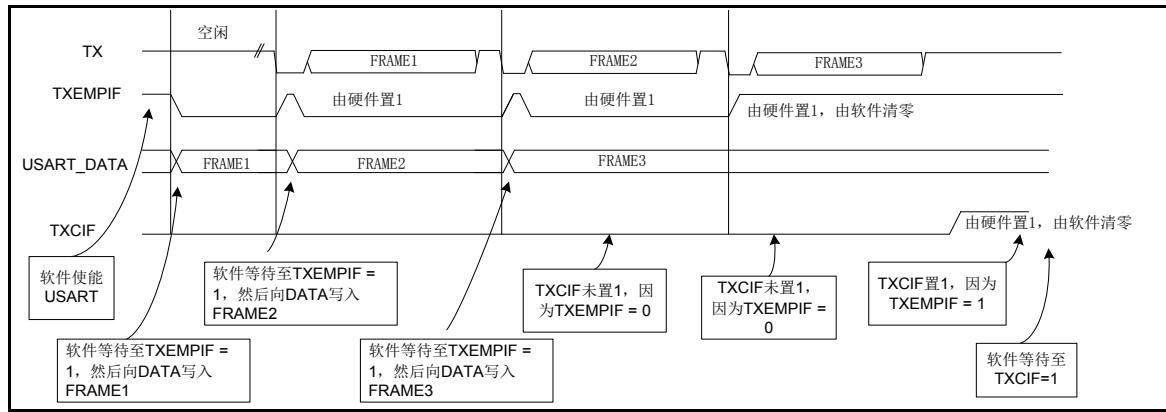 空闲
TX
FRAME1
FRAME2
FRAME3
TXEMPIF
由硬件置1
由硬件置1
由硬件置1，由软件清零
USART_DATA
FRAME1
FRAME2
FRAME3
TXCIF
由硬件置1，由软件清零
软件使能
USART
软件等待至TXEMPIF =
1，然后向DATA写入
FRAME2
TXCIF未置1，因
为TXEMPIF = 0
TXCIF未置1，
因为TXEMPIF =
0
TXCIF置1，因为
TXEMPIF = 1
软件等待至TXEMPIF =
1，然后向DATA写入
FRAME1
软件等待至TXEMPIF =
1，然后向DATA写入
FRAME3
软件等待至
TXCIF=1